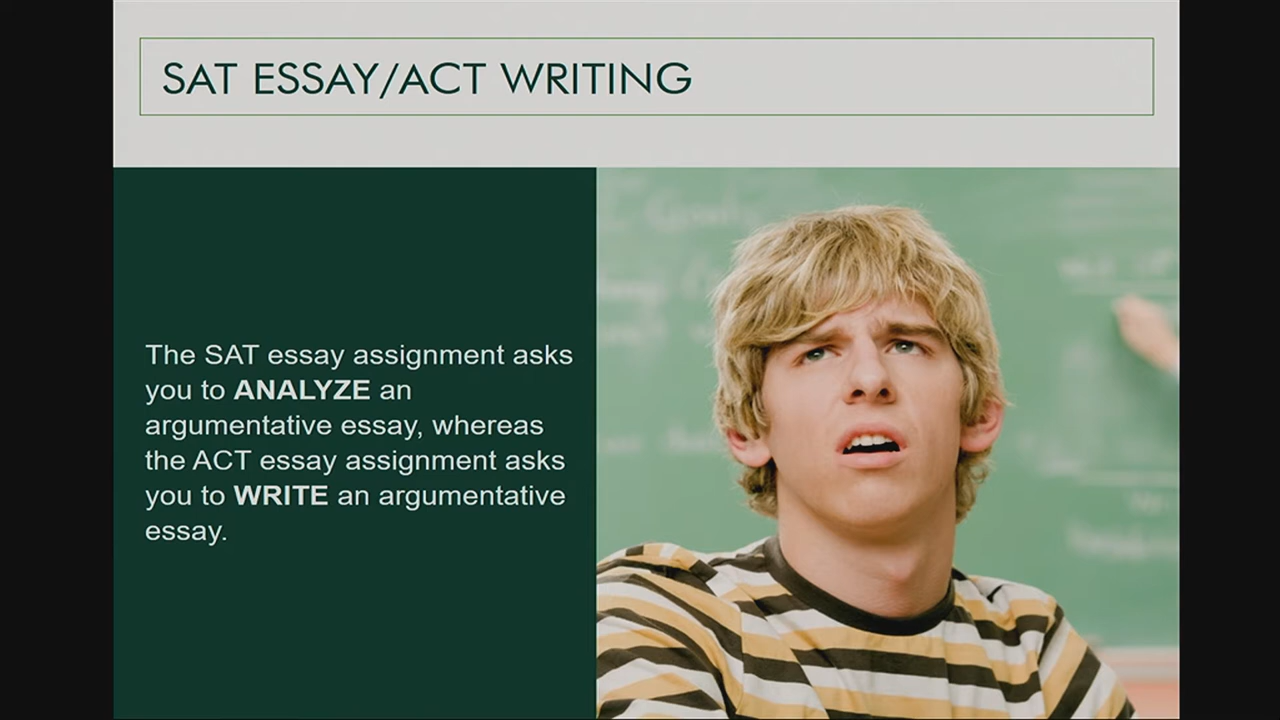 SAT ESSAY/ACT WRITING
The SAT essay assignment asks
you to ANALYZE an
argumentative essay, whereas
the ACT essay assignment asks
you to WRITE an argumentative
essay.